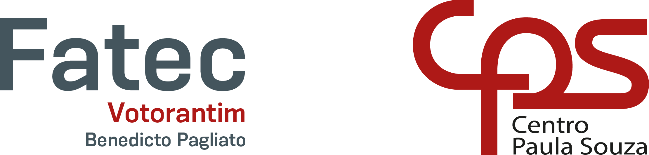 Fatec
Votorantim
Benedicto Pagliato
cps
Centro
Paula Souza